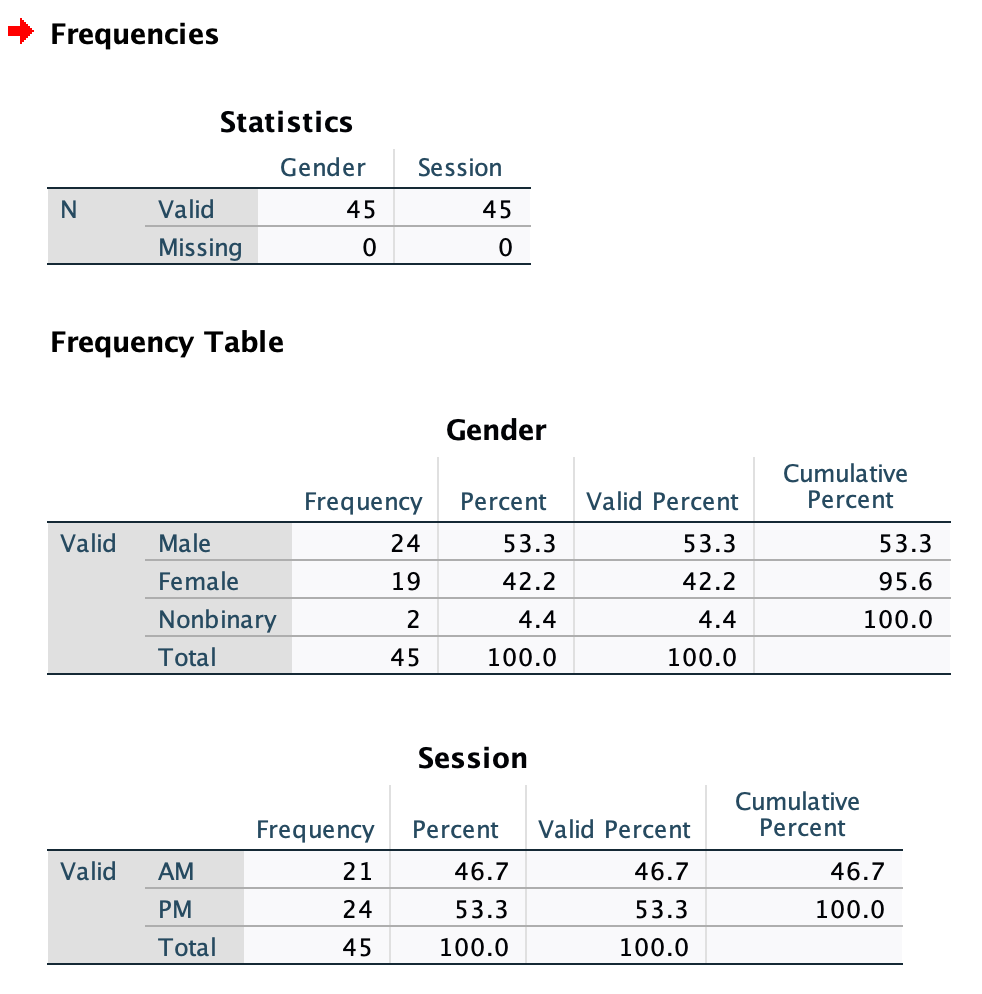 Frequencies
Statistics
Gender Session
N Valid 45 45
Missing 0 0
Frequency Table
Gender
Frequency Percent Valid Percent Cumulative Percent
Valid Male 24 53.3 53.3 53.3
Female 19 42.2 42.2 95.6
Nonbinary 2 4.4 4.4 100.0
Total 45 100.0 100.0
Session
Frequency Percent Valid Percent Cumulative Percent
Valid AM 21 46.7 46.7 46.7
PM 24 53.3 53.3 100.0
Total 45 100.0 100.0